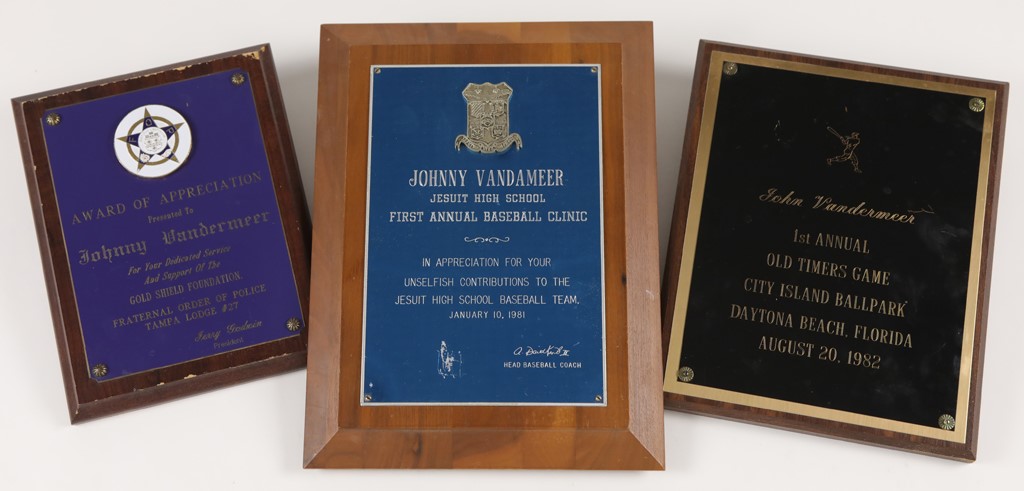 AWARD OF APPRECIATION
Presented To
Johnny Vandermeer
For Your Dedicated Service
And Support Of The
GOLD SHIELD FOUNDATION
FRATERNAL ORDER OF POLICE
TAMPA LODGE #27
President
JOHNNY VANDAMEER
JESUIT HIGH SCHOOL
FIRST ANNUAL BASEBALL CLINIC
IN APPRECIATION FOR YOUR
UNSELFISH CONTRIBUTIONS TO THE
JESUIT HIGH SCHOOL BASEBALL TEAM.
JANUARY 10, 1981
HEAD BASEBALL COACH
John Vandermeer
1st ANNUAL
OLD TIMERS GAME
CITY ISLAND BALLPARK
DAYTONA BEACH, FLORIDA
AUGUST 20, 1982